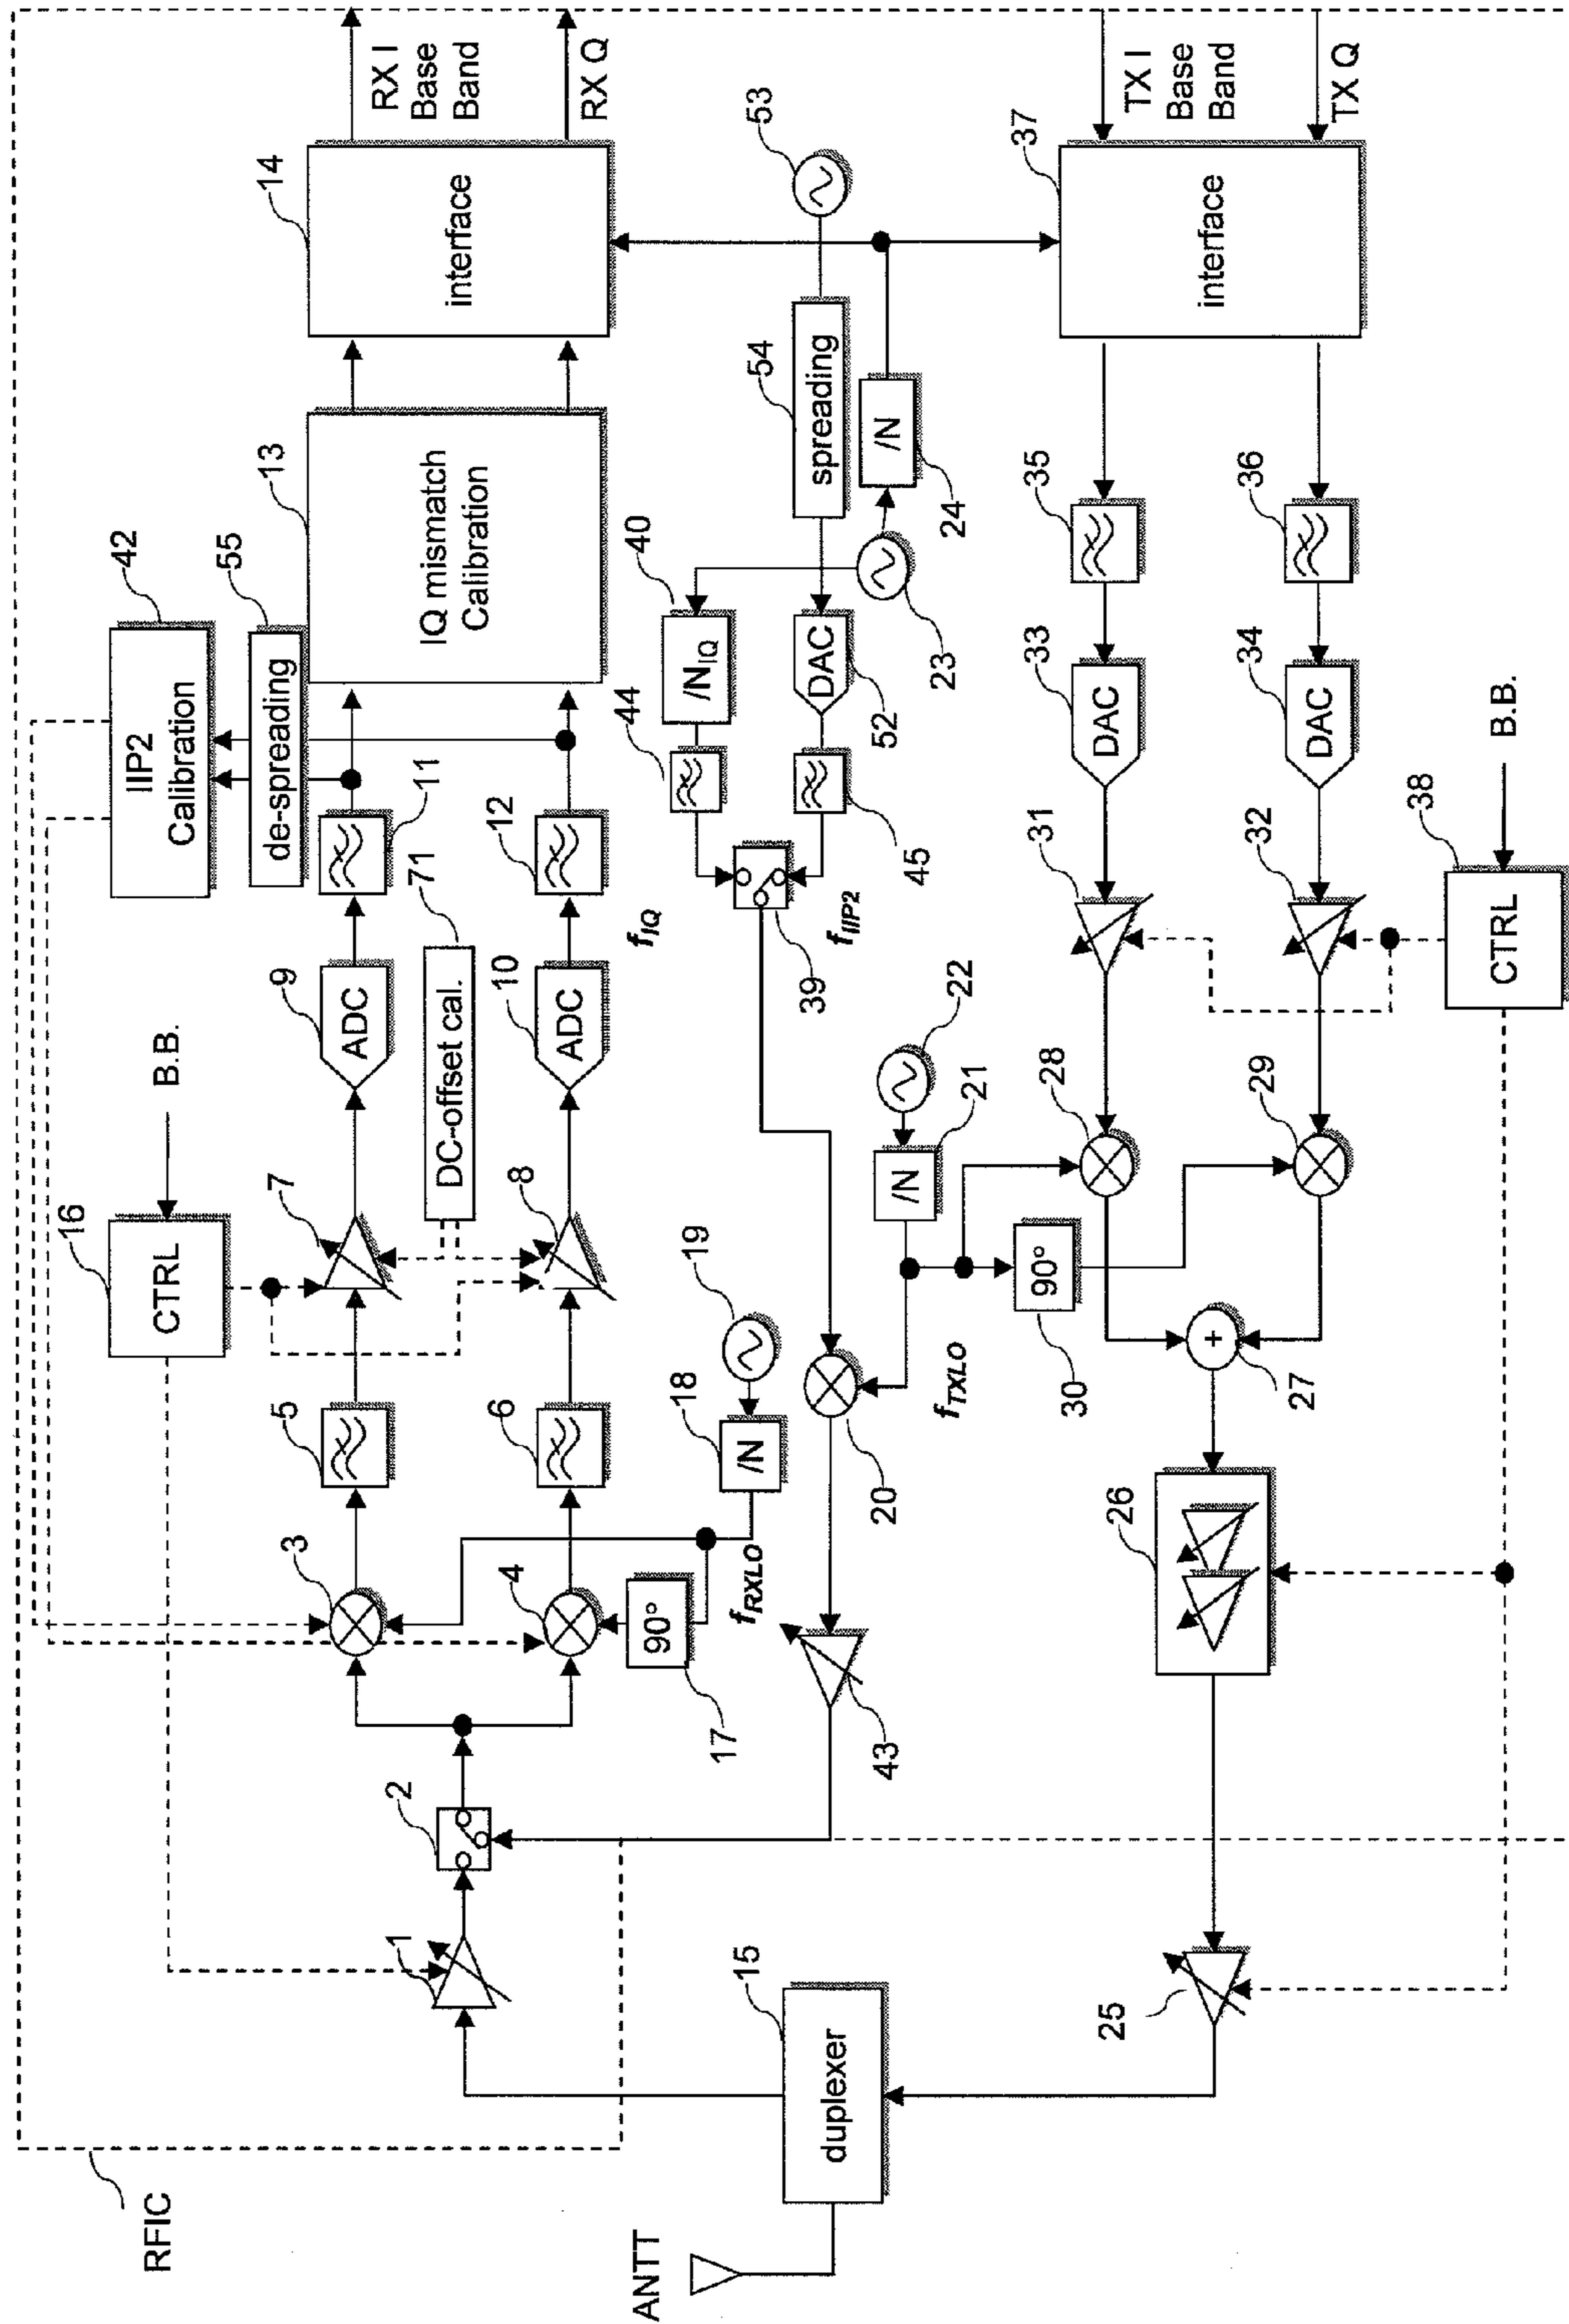 RFIC
ANTT
duplexer
15
1
2
16
CTRL
B.B.
3
4
5
6
7
8
9
ADC
10
ADC
DC-offset cal.
71
11
12
42
IIP2
Calibration
55
de-spreading
13
IQ mismatch
Calibration
14
interface
RX I
Base
Band
RX Q
17
90°
fRXLO
18
/N
19
43
20
fIQ
fIIP2
39
44
45
40
/NIQ
DAC
52
54
spreading
53
23
/N
24
22
21
/N
fTXLO
30
90°
25
26
27
+
28
29
31
32
33
DAC
34
DAC
35
36
37
interface
TX I
Base
Band
TX Q
38
CTRL
B.B.